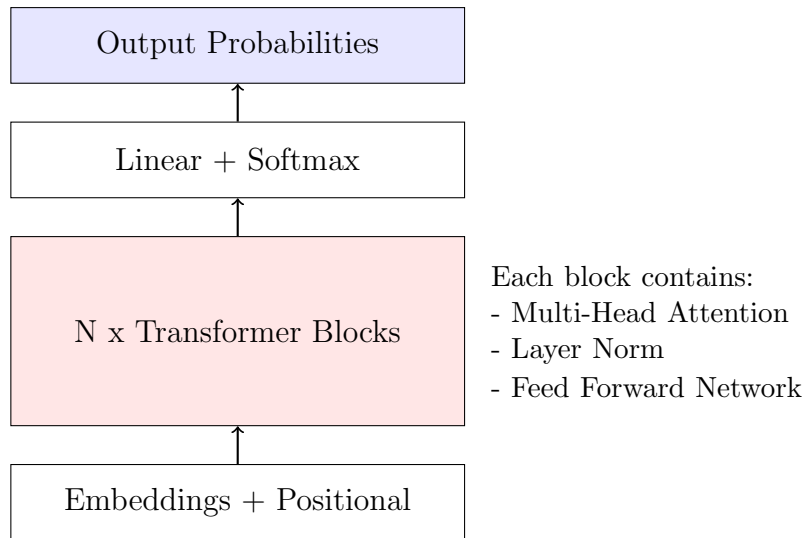 Output Probabilities
Linear + Softmax
N x Transformer Blocks
Each block contains:
- Multi-Head Attention
- Layer Norm
- Feed Forward Network
Embeddings + Positional